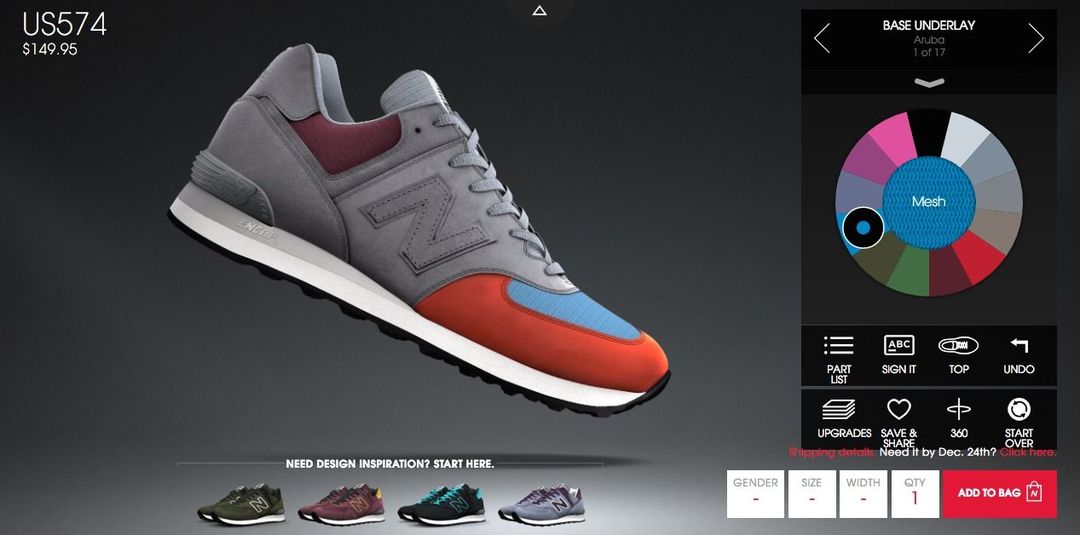 US574
$149.95
ENCAP
N
BASE UNDERLAY
Aruba
1 of 17
Mesh
PART
LIST
ABC
SIGN IT
TOP
UNDO
UPGRADES
SAVE &
SHARE
360
START
OVER
Shipping details. Need it by Dec. 24th? Click here.
NEED DESIGN INSPIRATION? START HERE.
GENDER
-
SIZE
-
WIDTH
-
QTY
1
ADD TO BAG